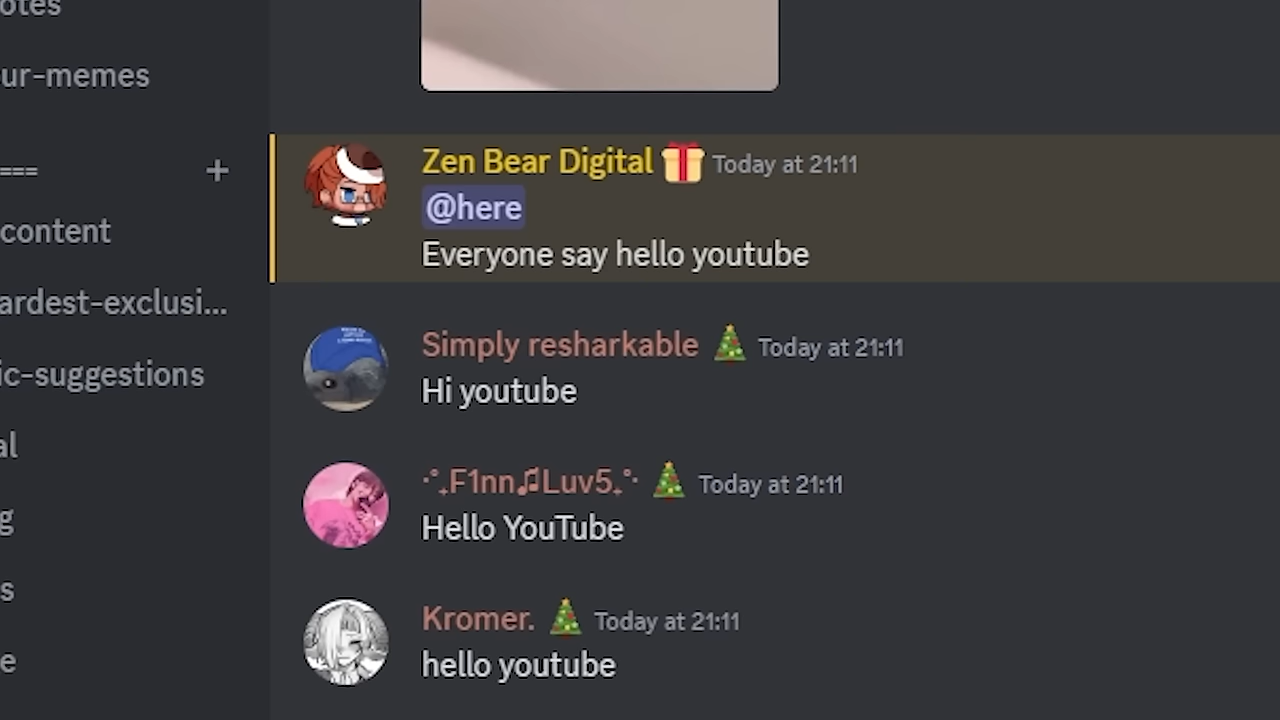 otes
ur-memes
===
+
content
ardest-exclusi...
ic-suggestions
al
g
s
e
Zen Bear Digital Today at 21:11
@here
Everyone say hello youtube
Simply resharkable Today at 21:11
Hi youtube
·˚₊F1nn♫Luv5₊˚· Today at 21:11
Hello YouTube
Kromer. Today at 21:11
hello youtube